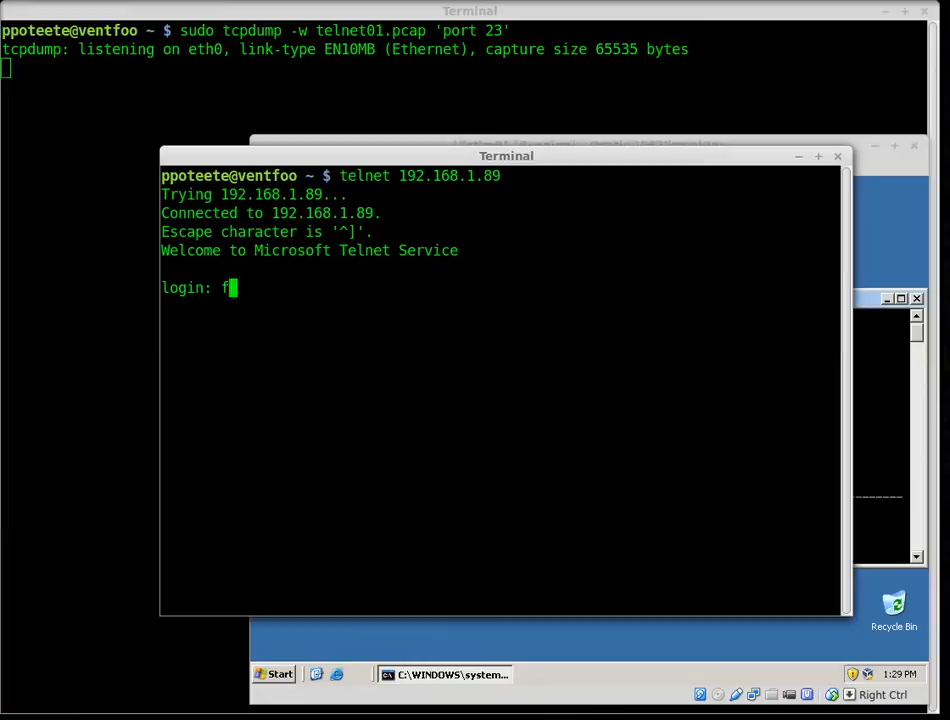 Terminal
ppoteete@ventfoo ~ $ sudo tcpdump -w telnet01.pcap 'port 23'
tcpdump: listening on eth0, link-type EN10MB (Ethernet), capture size 65535 bytes
Terminal
ppoteete@ventfoo ~ $ telnet 192.168.1.89
Trying 192.168.1.89...
Connected to 192.168.1.89.
Escape character is '^]'.
Welcome to Microsoft Telnet Service
login: f
Recycle Bin
Start
C:\WINDOWS\system...
1:29 PM
Right Ctrl